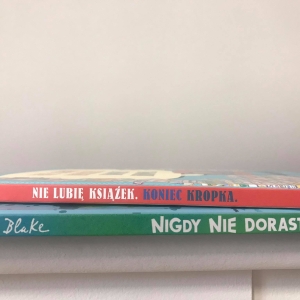 NIE LUBIĘ KSIĄŻEK. KONIEC KROPKA.
Blake NIGDY NIE DORAST